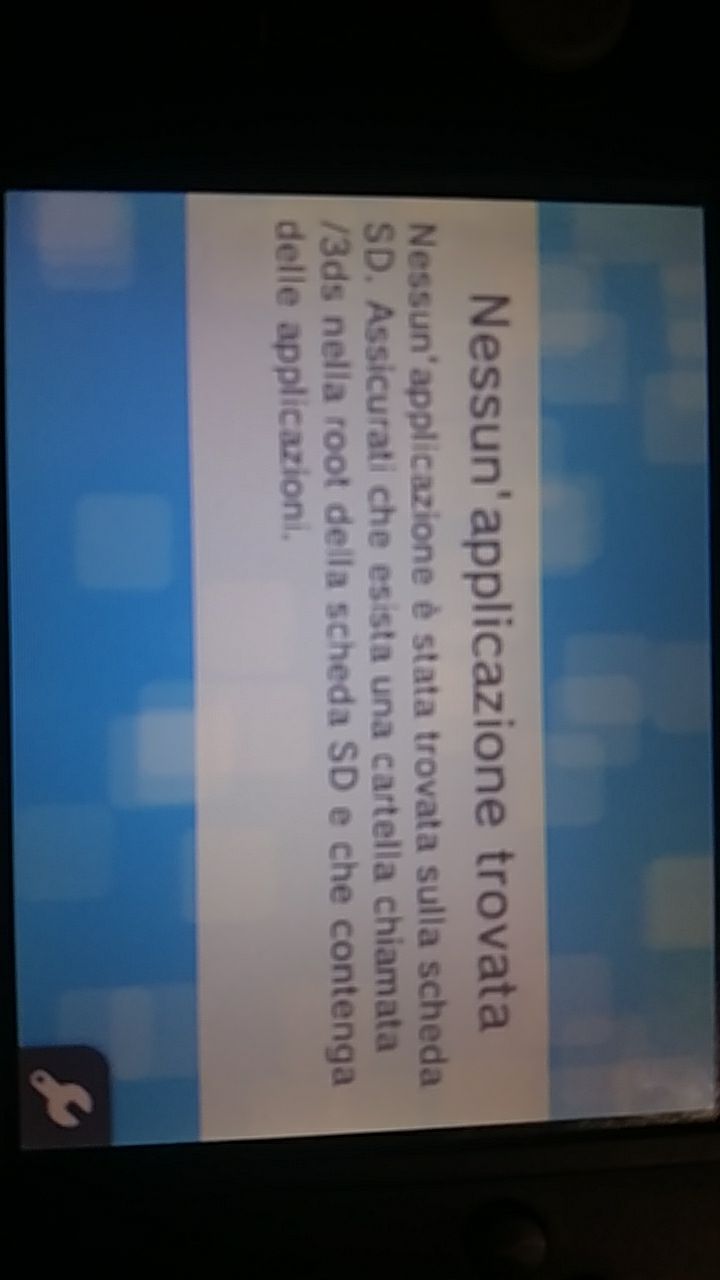 Nessun'applicazione trovata
Nessun'applicazione è stata trovata sulla scheda
SD. Assicurati che esista una cartella chiamata
/3ds nella root della scheda SD e che contenga
delle applicazioni.